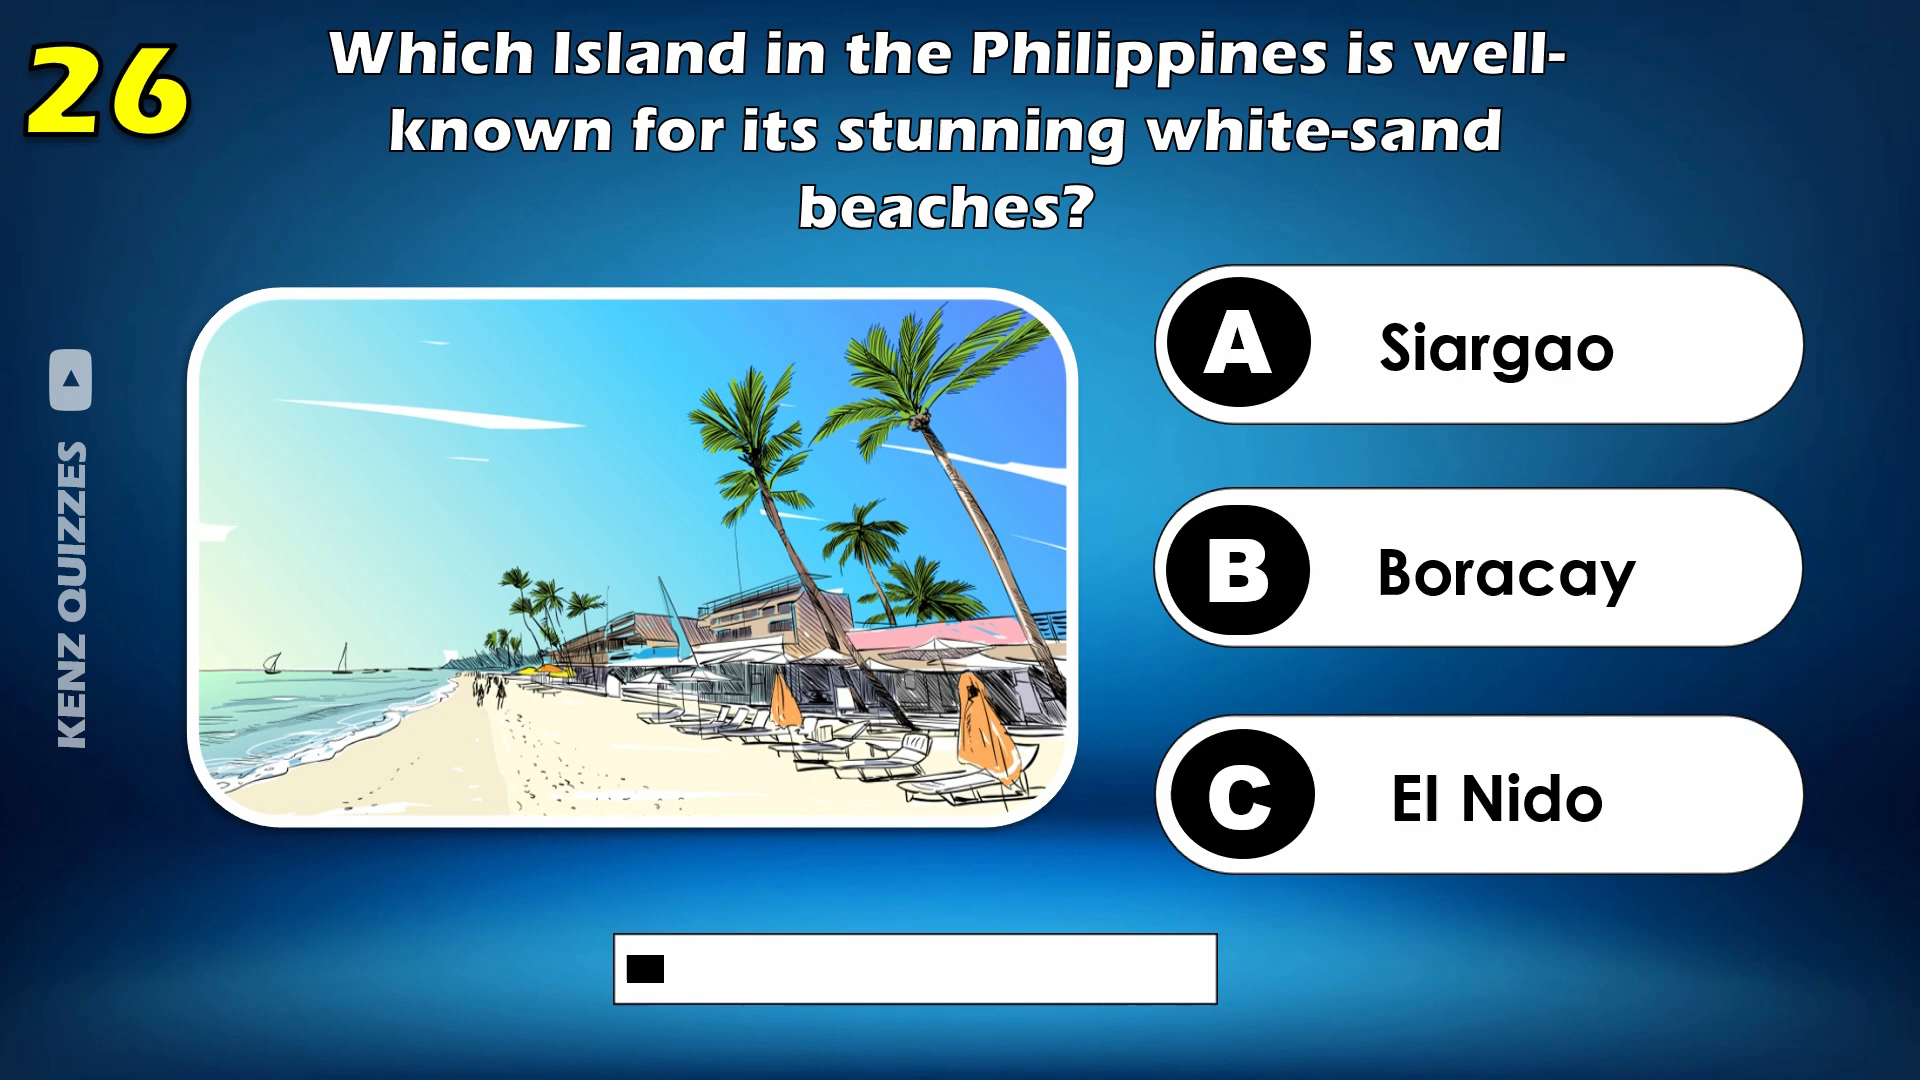 26
Which Island in the Philippines is well-
known for its stunning white-sand
beaches?
KENZ QUIZZES
A Siargao
B Boracay
C El Nido